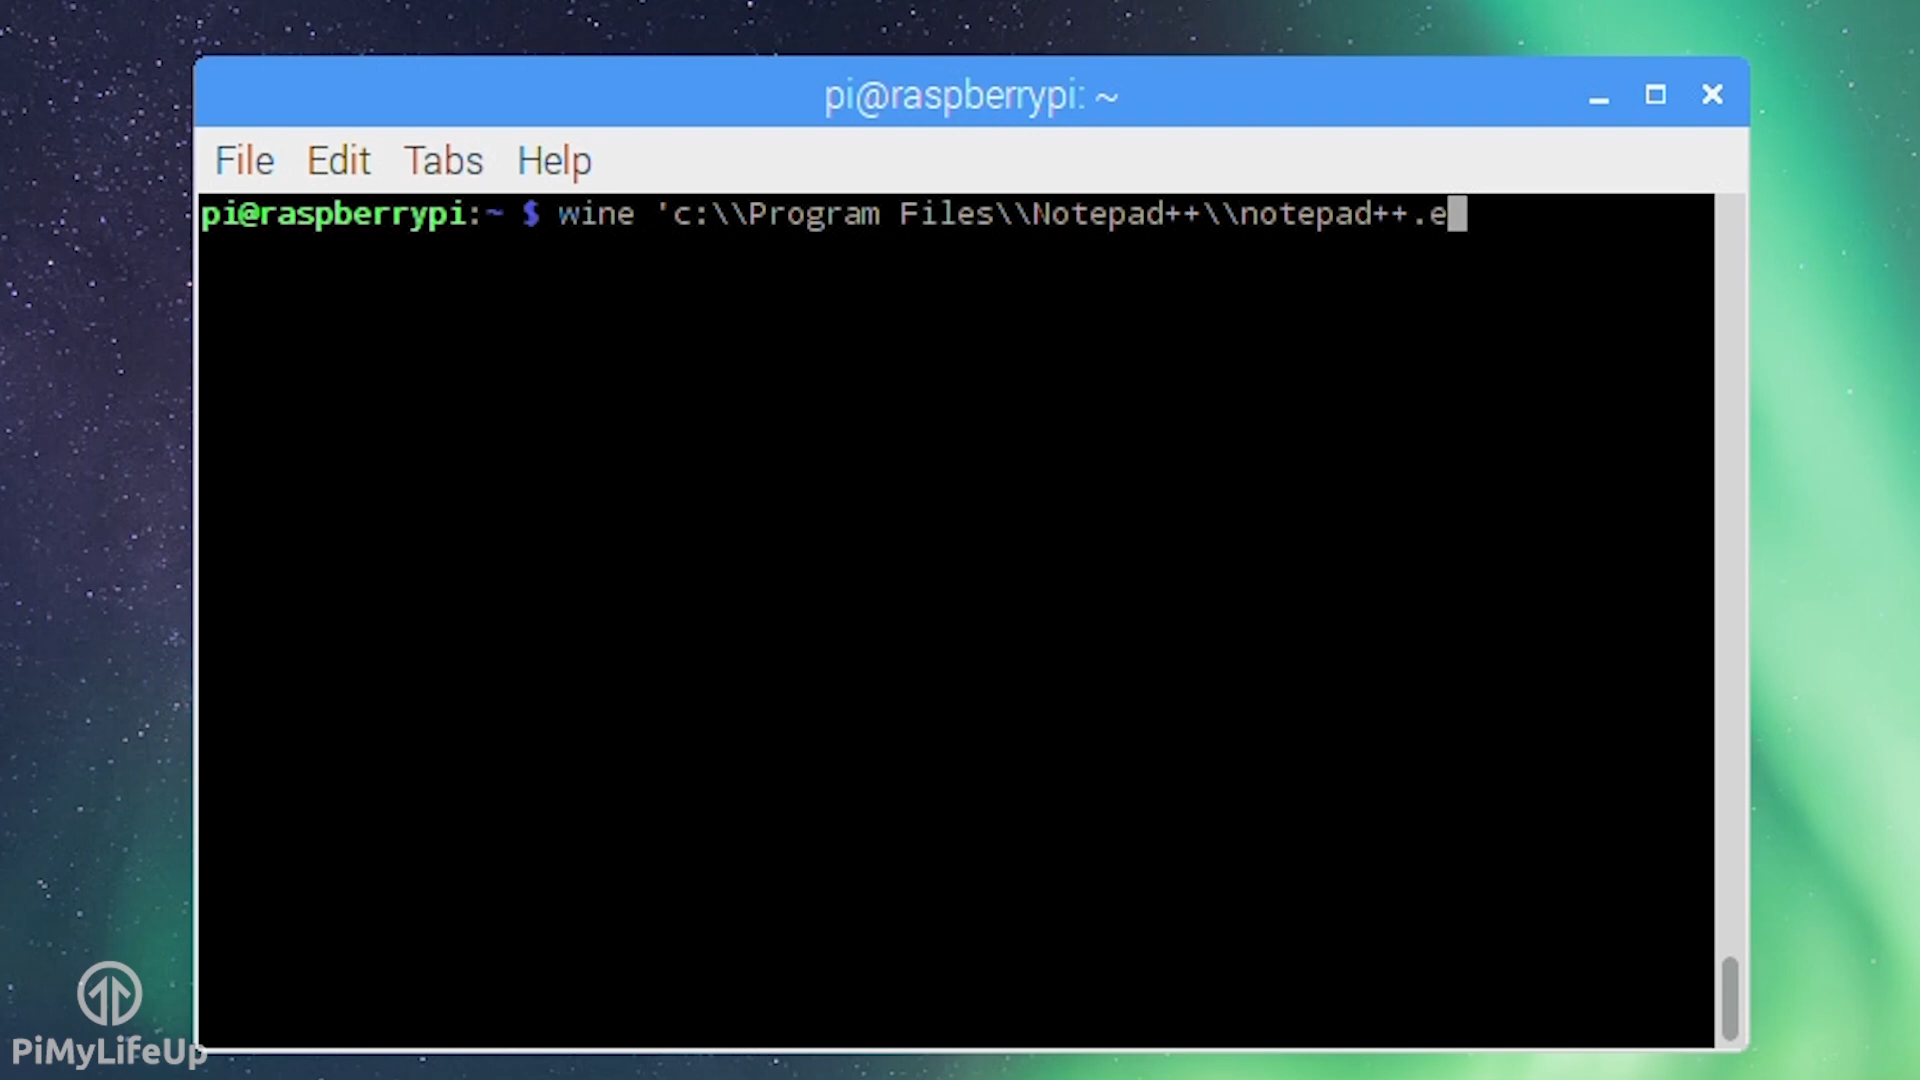 pi@raspberrypi: ~
File Edit Tabs Help
pi@raspberrypi:~ $ wine 'c:\\Program Files\\Notepad++\\notepad++.e
PiMyLifeUp